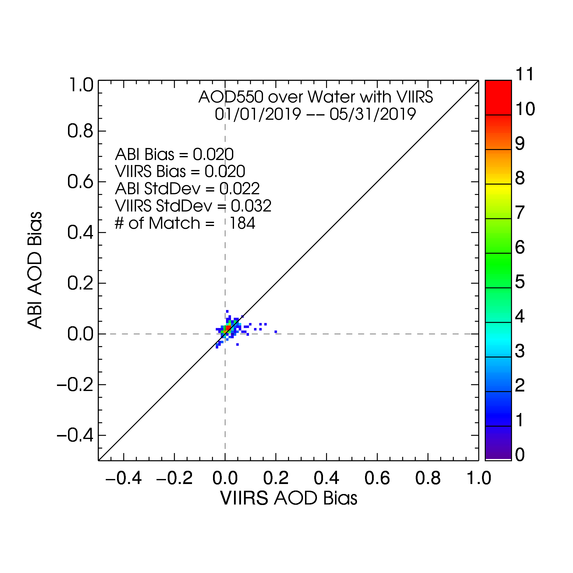 AOD550 over Water with VIIRS
01/01/2019 –– 05/31/2019
ABI Bias = 0.020
VIIRS Bias = 0.020
ABI StdDev = 0.022
VIIRS StdDev = 0.032
# of Match = 184
ABI AOD Bias
1.0
0.8
0.6
0.4
0.2
0.0
−0.2
−0.4
−0.4 −0.2 0.0 0.2 0.4 0.6 0.8 1.0
VIIRS AOD Bias
11
10
9
8
7
6
5
4
3
2
1
0